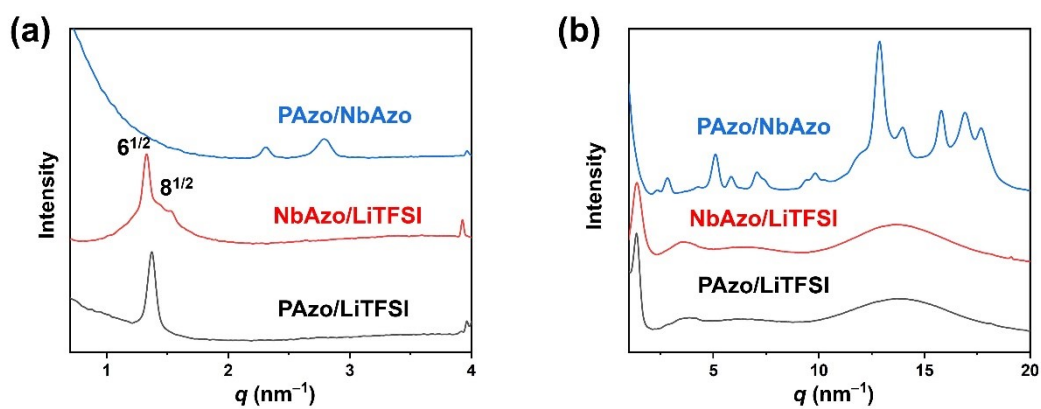 (a)
Intensity
PAzo/NbAzo
6^{1/2}
8^{1/2}
NbAzo/LiTFSI
PAzo/LiTFSI
1 2 3 4
q (nm⁻¹)
(b)
Intensity
PAzo/NbAzo
NbAzo/LiTFSI
PAzo/LiTFSI
5 10 15 20
q (nm⁻¹)